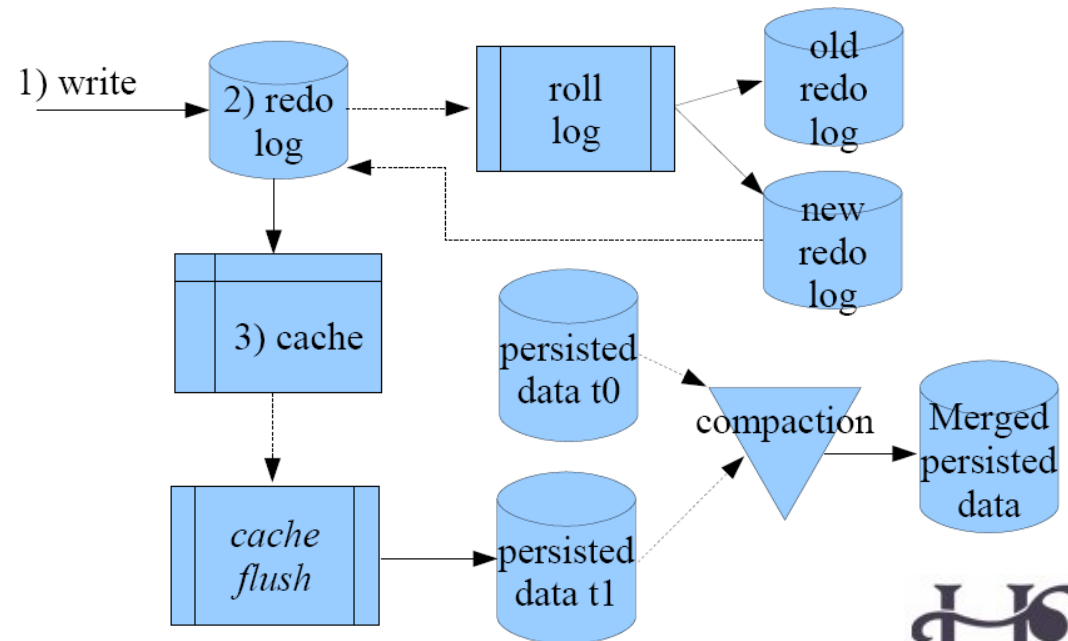 1) write
2) redo
log
roll
log
old
redo
log
new
redo
log
3) cache
persisted
data t0
compaction
Merged
persisted
data
cache
flush
persisted
data t1